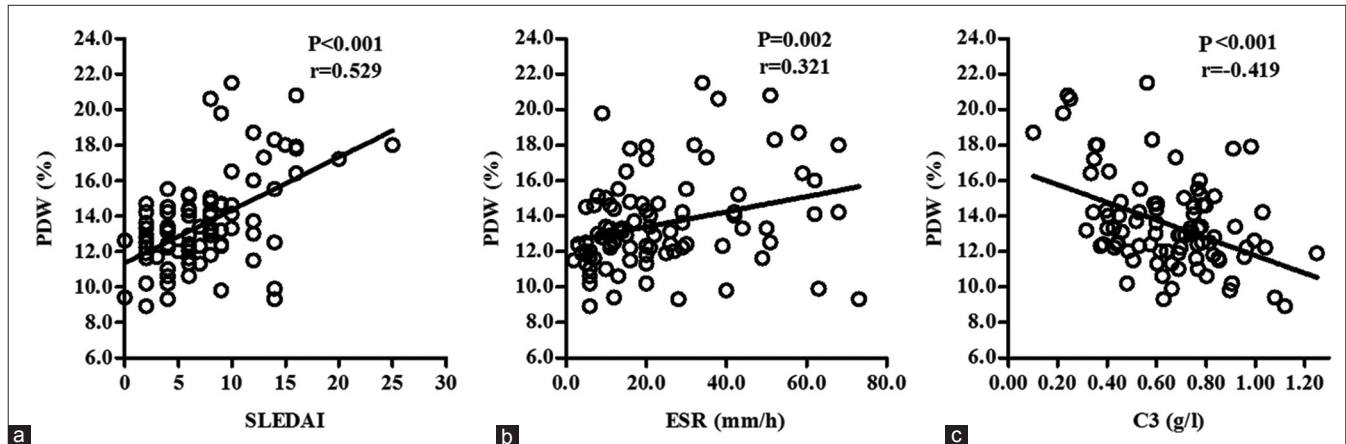 24.0
22.0
20.0
18.0
16.0
14.0
12.0
10.0
8.0
6.0
PDW (%)
P<0.001
r=0.529
0 5 10 15 20 25 30
SLEDAI
a
24.0
22.0
20.0
18.0
16.0
14.0
12.0
10.0
8.0
6.0
PDW (%)
P=0.002
r=0.321
0.0 20.0 40.0 60.0 80.0
ESR (mm/h)
b
24.0
22.0
20.0
18.0
16.0
14.0
12.0
10.0
8.0
6.0
PDW (%)
P<0.001
r=-0.419
0.00 0.20 0.40 0.60 0.80 1.00 1.20
C3 (g/l)
c